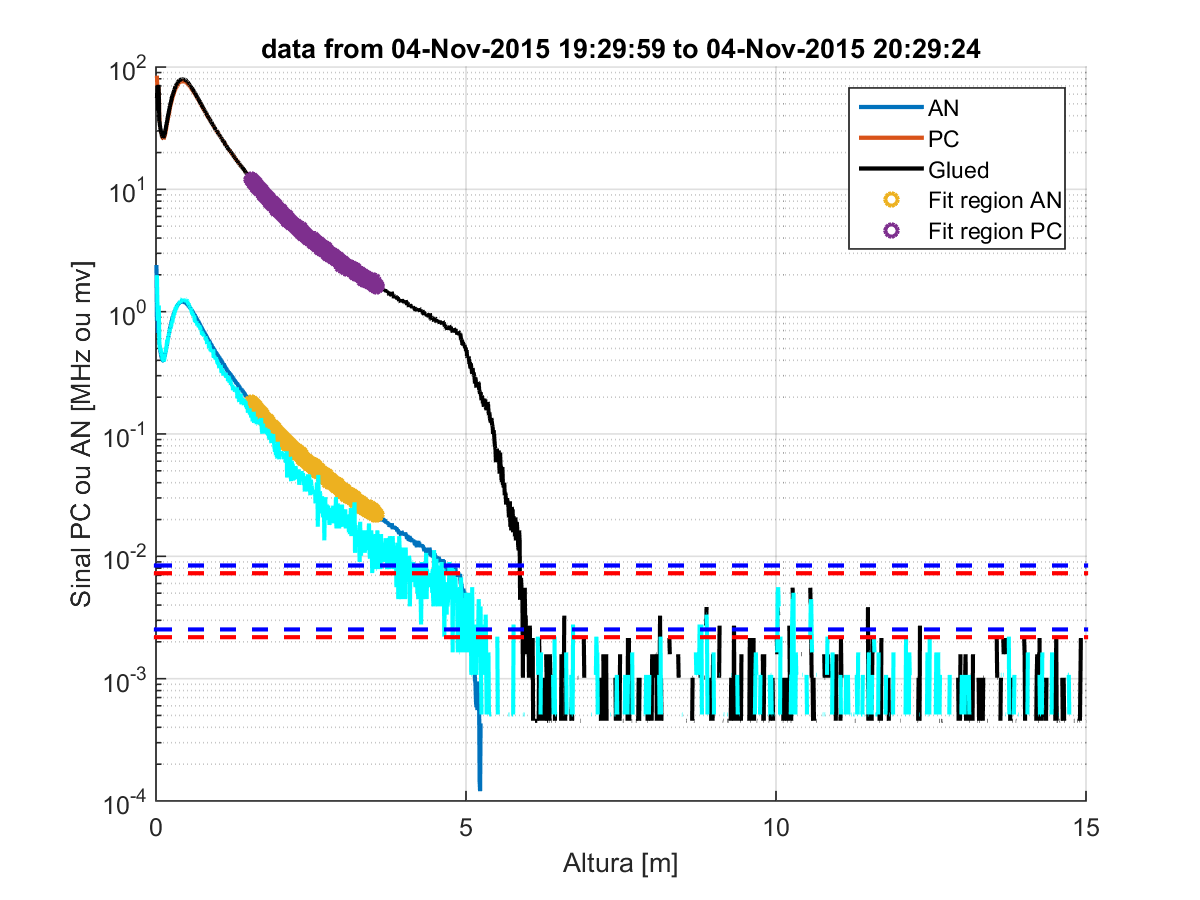 data from 04-Nov-2015 19:29:59 to 04-Nov-2015 20:29:24
AN
PC
Glued
Fit region AN
Fit region PC
Sinal PC ou AN [MHz ou mv]
10^2
10^1
10^0
10^-1
10^-2
10^-3
10^-4
0 5 10 15
Altura [m]